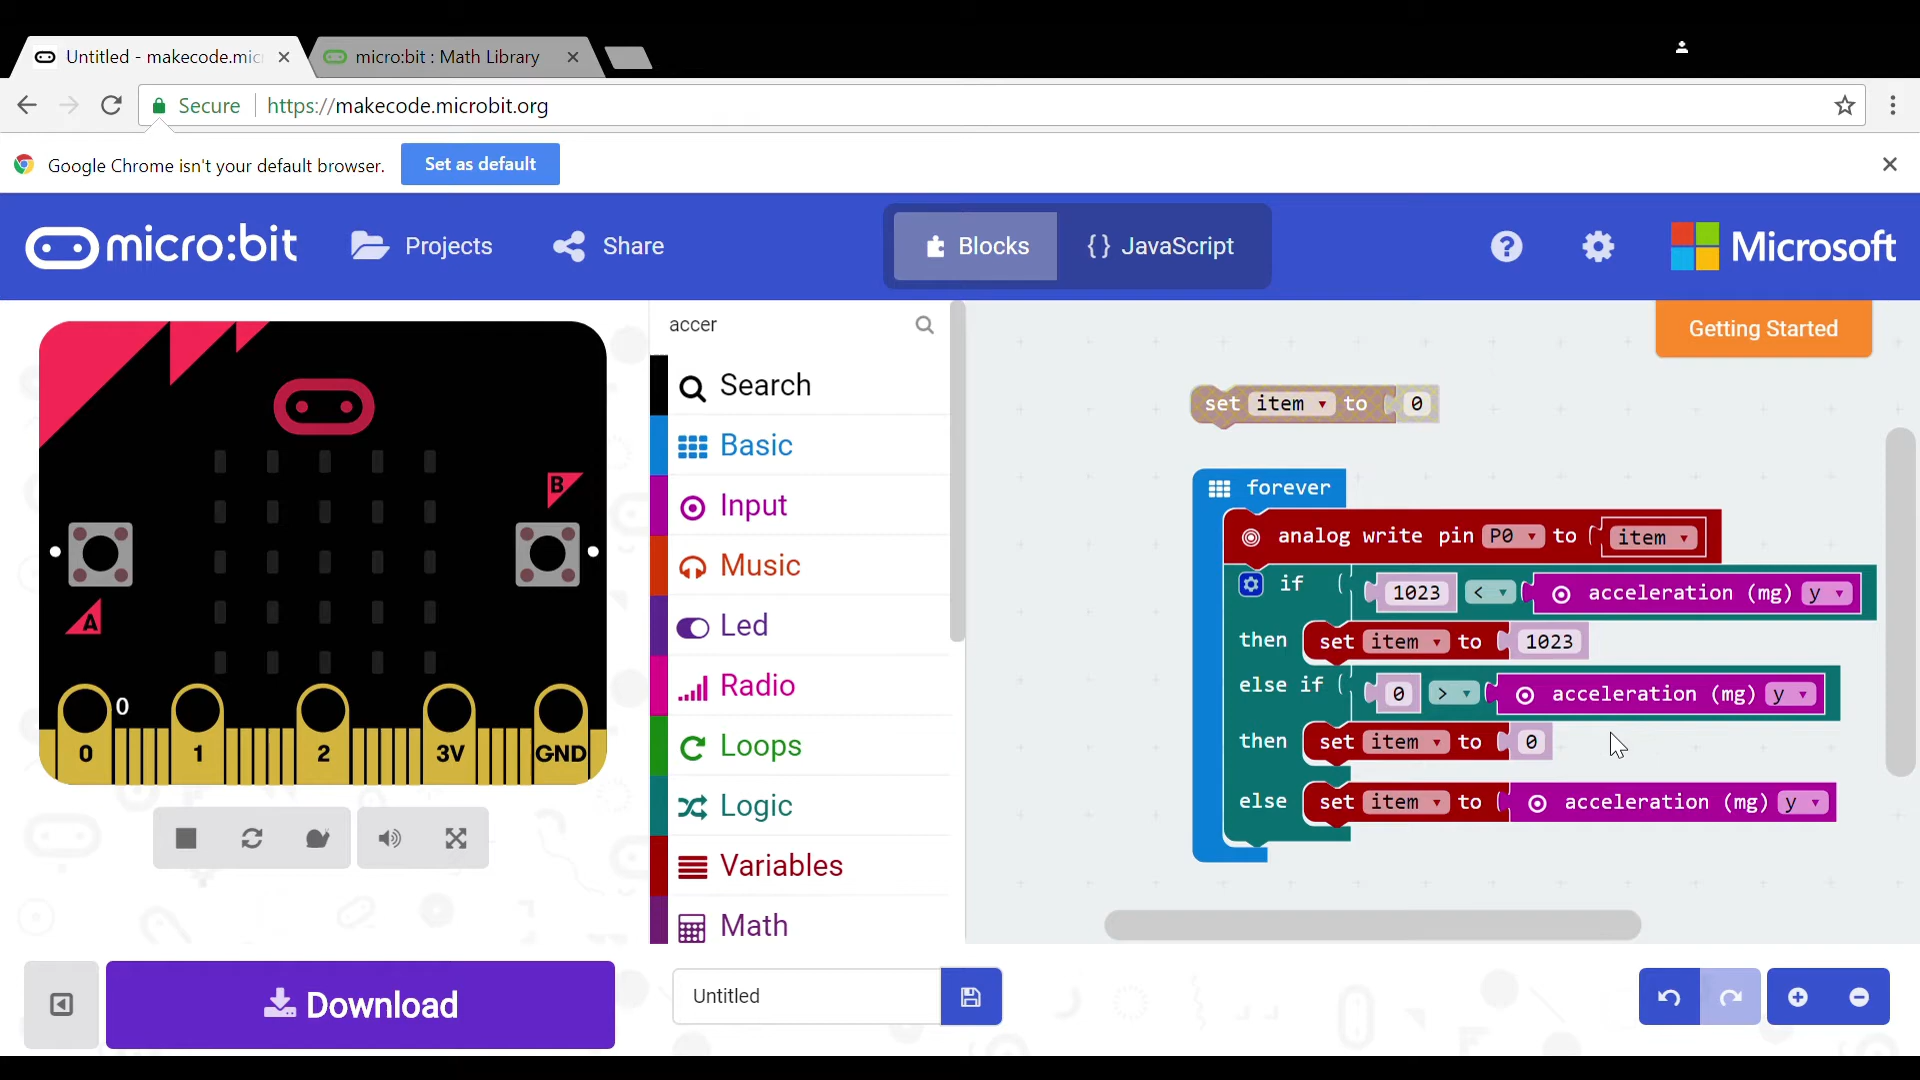 Untitled - makecode.mic
micro:bit : Math Library
Secure https://makecode.microbit.org
Google Chrome isn't your default browser. Set as default
micro:bit Projects Share Blocks {} JavaScript ? Microsoft
accer
Getting Started
Search
Basic
Input
Music
Led
Radio
Loops
Logic
Variables
Math
B
A
0
0 1 2 3V GND
set item to 0
forever
analog write pin P0 to item
if 1023 < acceleration (mg) y
then set item to 1023
else if 0 > acceleration (mg) y
then set item to 0
else set item to acceleration (mg) y
Download
Untitled